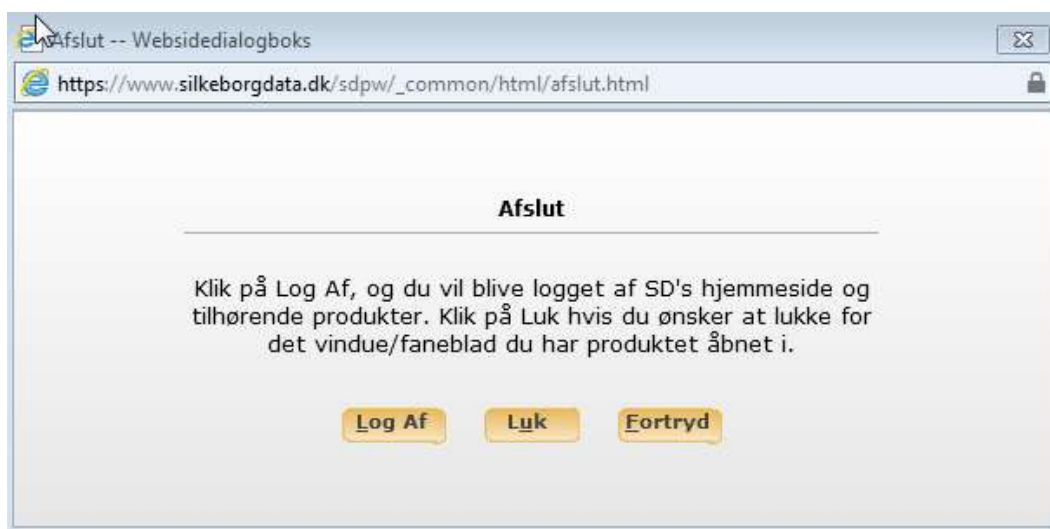 Afslut -- Websidedialogboks
https://www.silkeborgdata.dk/sdpw/_common/html/afslut.html
Afslut
Klik på Log Af, og du vil blive logget af SD's hjemmeside og
tilhørende produkter. Klik på Luk hvis du ønsker at lukke for
det vindue/faneblad du har produktet åbnet i.
Log Af Luk Fortryd